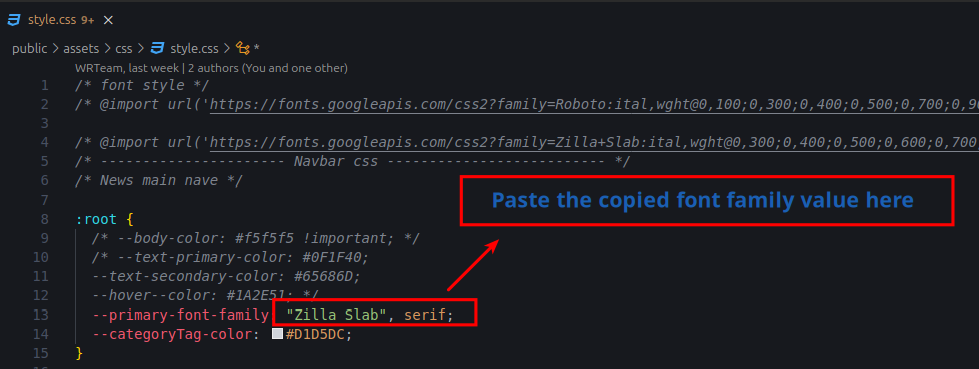 style.css 9+ ×
public > assets > css > style.css > *
WRTeam, last week | 2 authors (You and one other)
1 /* font style */
2 /* @import url('https://fonts.googleapis.com/css2?family=Roboto:ital,wght@0,100;0,300;0,400;0,500;0,700;0,90
3
4 /* @import url('https://fonts.googleapis.com/css2?family=Zilla+Slab:ital,wght@0,300;0,400;0,500;0,600;0,700
5 /* ---------------------- Navbar css -------------------------- */
6 /* News main nave */
Paste the copied font family value here
7
8 :root {
9 /* --body-color: #f5f5f5 !important; */
10 /* --text-primary-color: #0F1F40;
11 --text-secondary-color: #65686D;
12 --hover--color: #1A2E51; */
13 --primary-font-family: "Zilla Slab", serif;
14 --categoryTag-color: #D1D5DC;
15 }